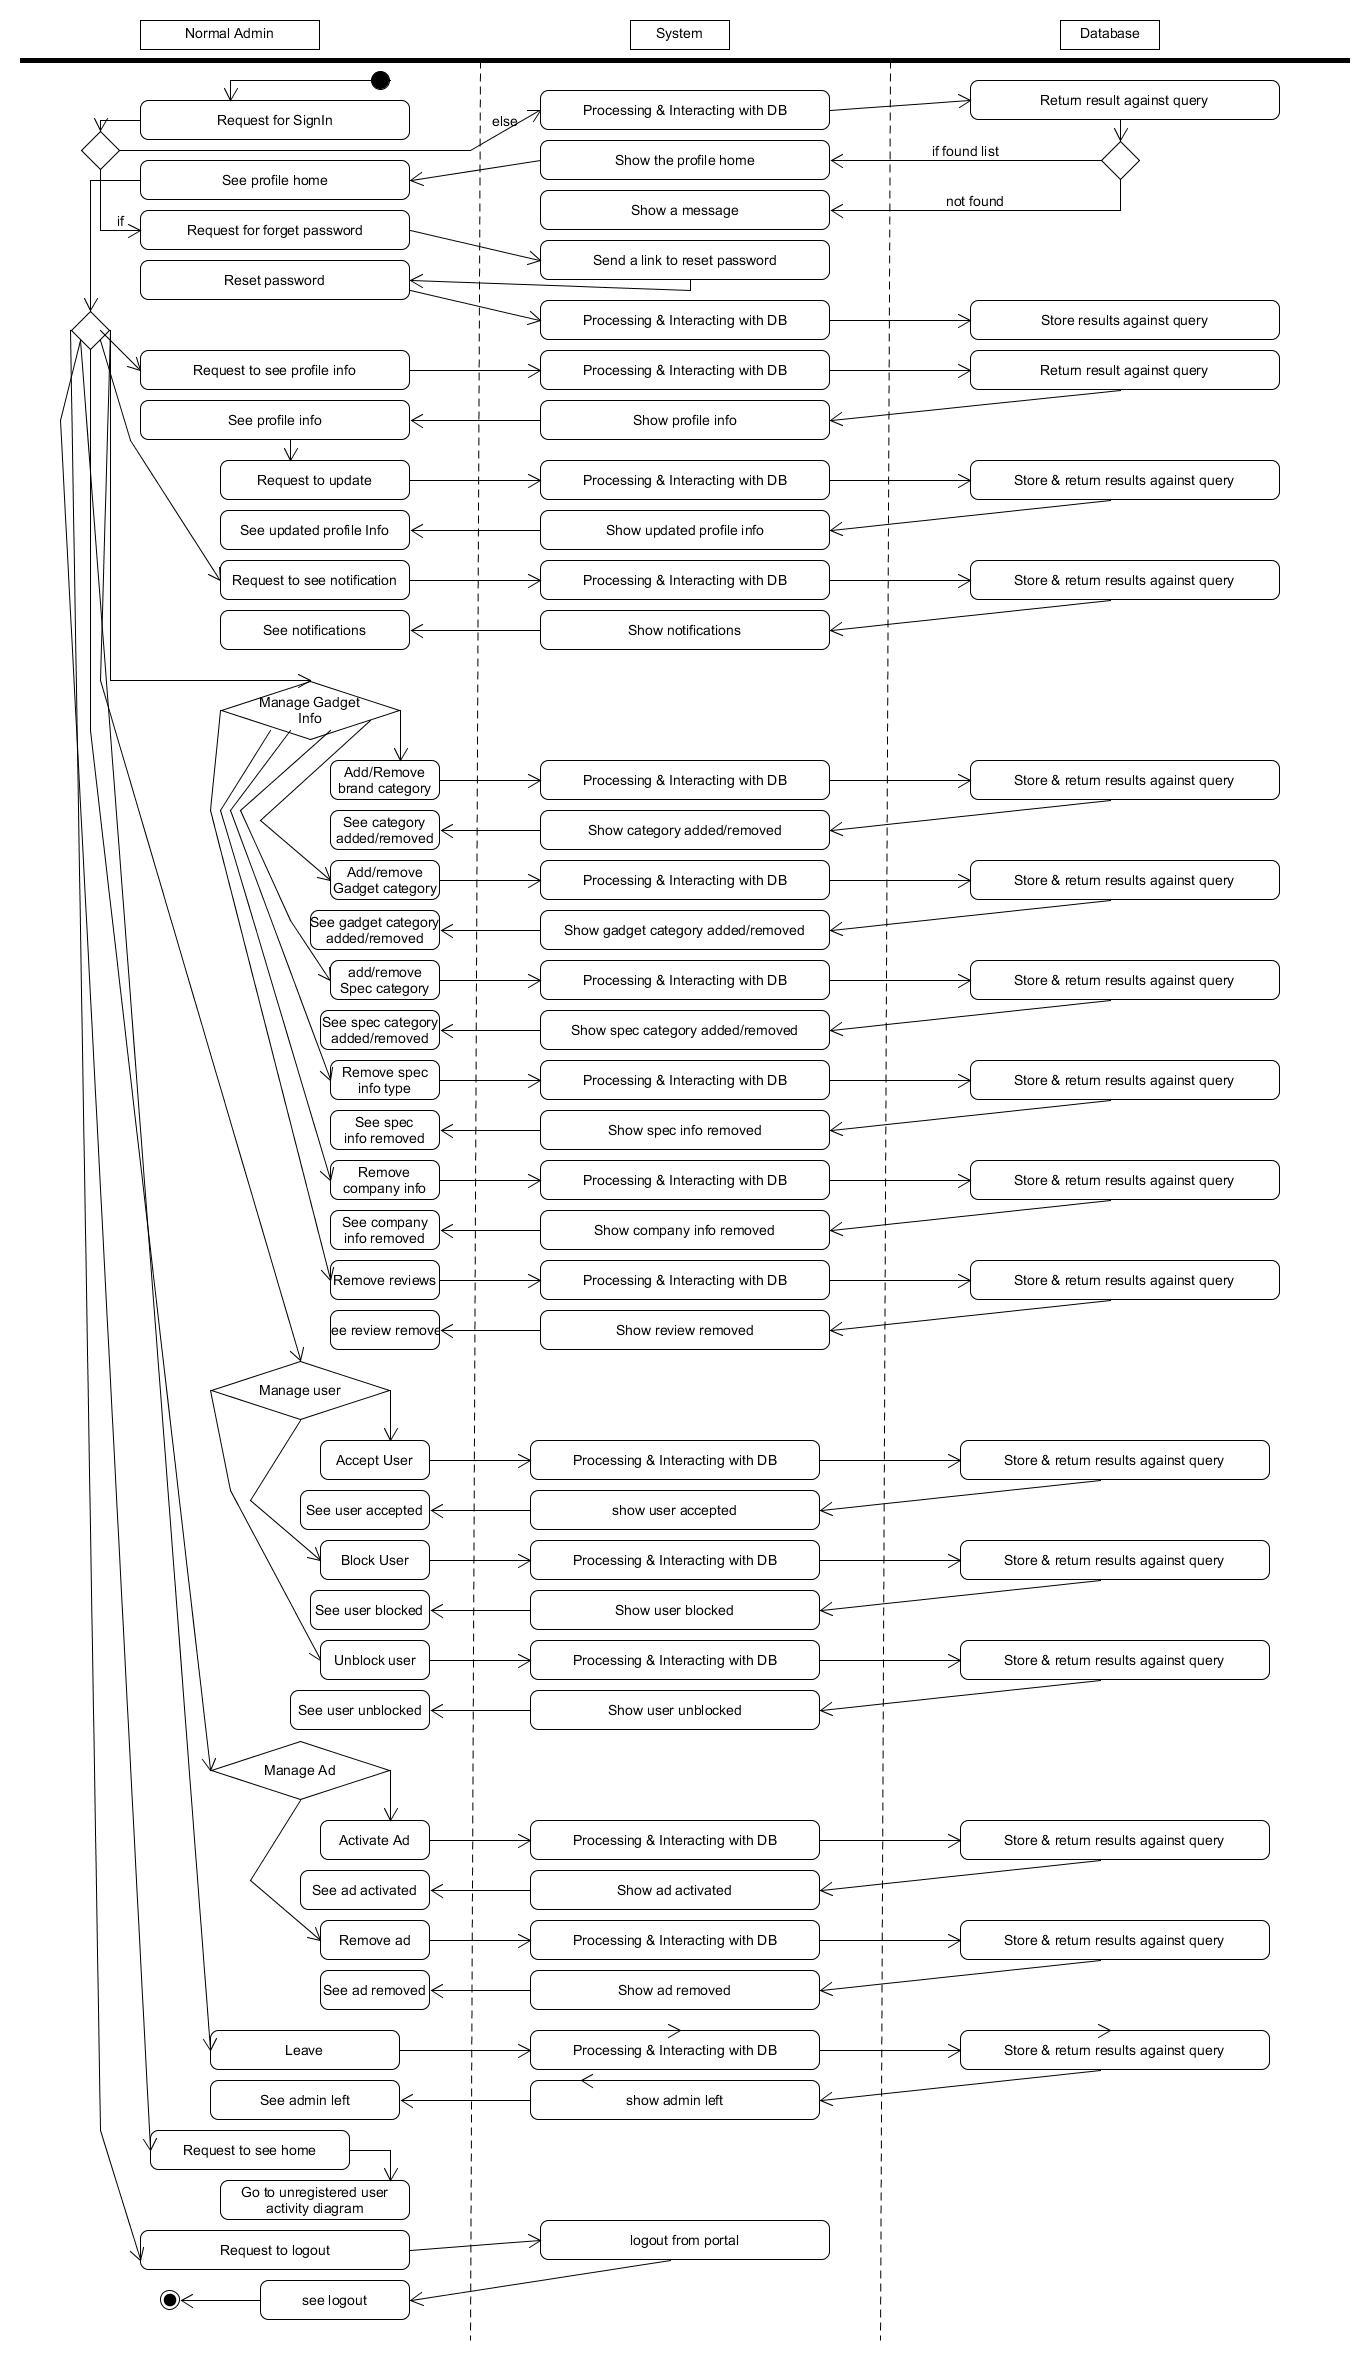 Normal Admin
System
Database
Request for SignIn
else
Processing & Interacting with DB
Return result against query
See profile home
Show the profile home
if found list
Show a message
not found
if
Request for forget password
Send a link to reset password
Reset password
Processing & Interacting with DB
Store results against query
Request to see profile info
Processing & Interacting with DB
Return result against query
See profile info
Show profile info
Request to update
Processing & Interacting with DB
Store & return results against query
See updated profile Info
Show updated profile info
Request to see notification
Processing & Interacting with DB
Store & return results against query
See notifications
Show notifications
Manage Gadget
Info
Add/Remove
brand category
Processing & Interacting with DB
Store & return results against query
See category
added/removed
Show category added/removed
Add/remove
Gadget category
Processing & Interacting with DB
Store & return results against query
See gadget category
added/removed
Show gadget category added/removed
add/remove
Spec category
Processing & Interacting with DB
Store & return results against query
See spec category
added/removed
Show spec category added/removed
Remove spec
info type
Processing & Interacting with DB
Store & return results against query
See spec
info removed
Show spec info removed
Remove
company info
Processing & Interacting with DB
Store & return results against query
See company
info removed
Show company info removed
Remove reviews
Processing & Interacting with DB
Store & return results against query
ee review remove
Show review removed
Manage user
Accept User
Processing & Interacting with DB
Store & return results against query
See user accepted
show user accepted
Block User
Processing & Interacting with DB
Store & return results against query
See user blocked
Show user blocked
Unblock user
Processing & Interacting with DB
Store & return results against query
See user unblocked
Show user unblocked
Manage Ad
Activate Ad
Processing & Interacting with DB
Store & return results against query
See ad activated
Show ad activated
Remove ad
Processing & Interacting with DB
Store & return results against query
See ad removed
Show ad removed
Leave
Processing & Interacting with DB
Store & return results against query
See admin left
show admin left
Request to see home
Go to unregistered user
activity diagram
Request to logout
logout from portal
see logout